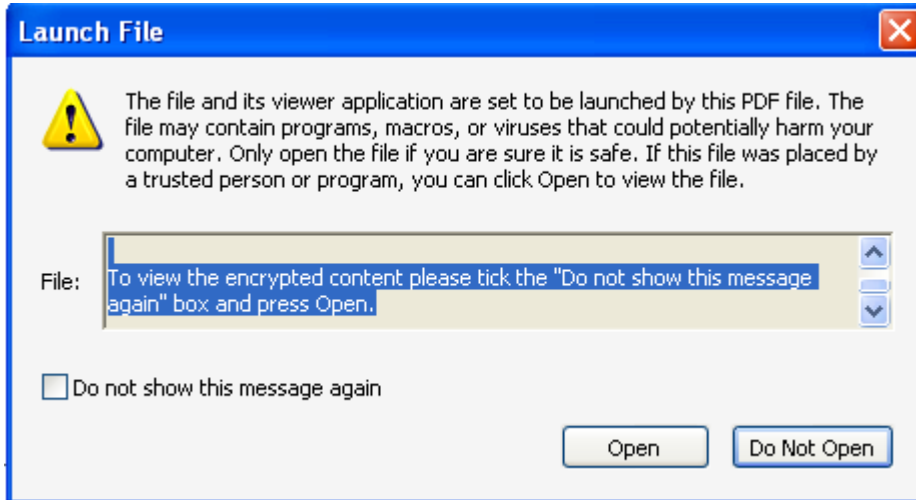 Launch File
The file and its viewer application are set to be launched by this PDF file. The
file may contain programs, macros, or viruses that could potentially harm your
computer. Only open the file if you are sure it is safe. If this file was placed by
a trusted person or program, you can click Open to view the file.
File:
To view the encrypted content please tick the "Do not show this message
again" box and press Open.
Do not show this message again
Open
Do Not Open